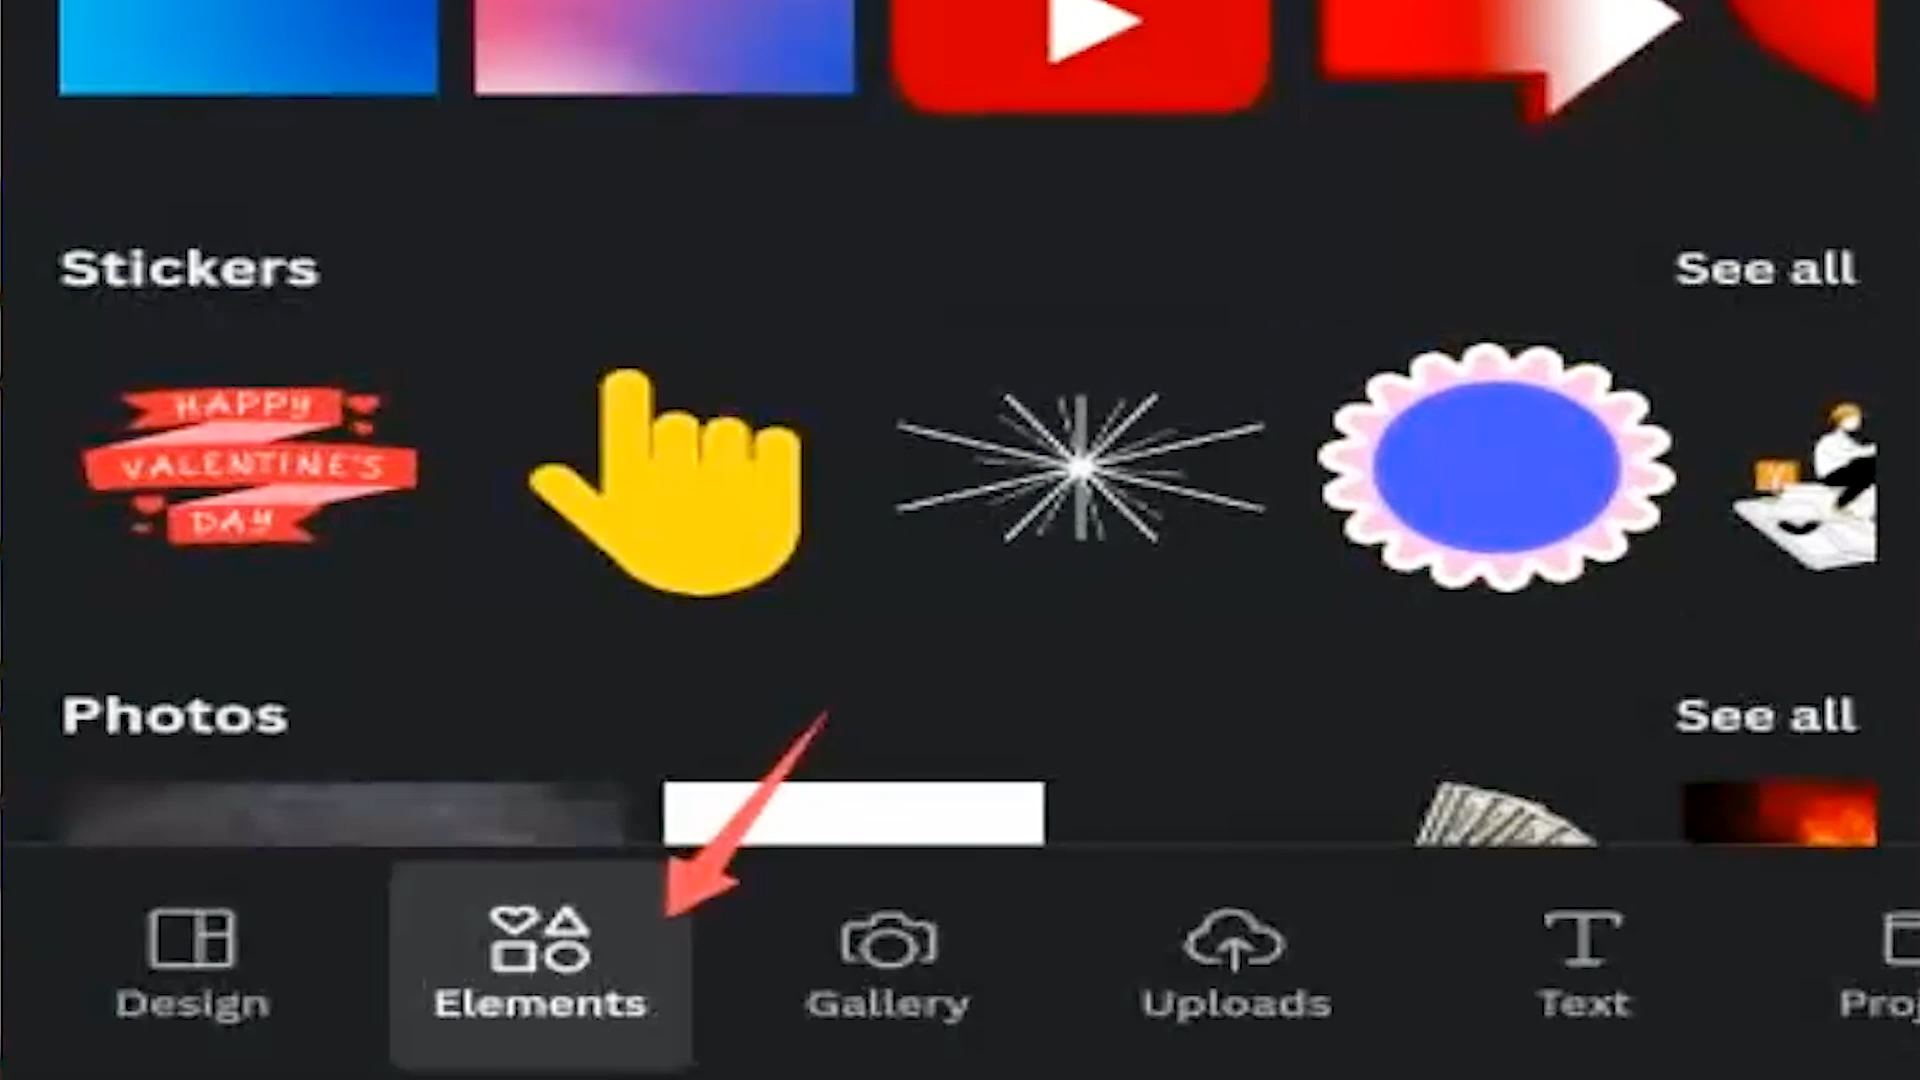 Stickers See all
HAPPY
VALENTINE'S
DAY
Photos See all
Design Elements Gallery Uploads Text